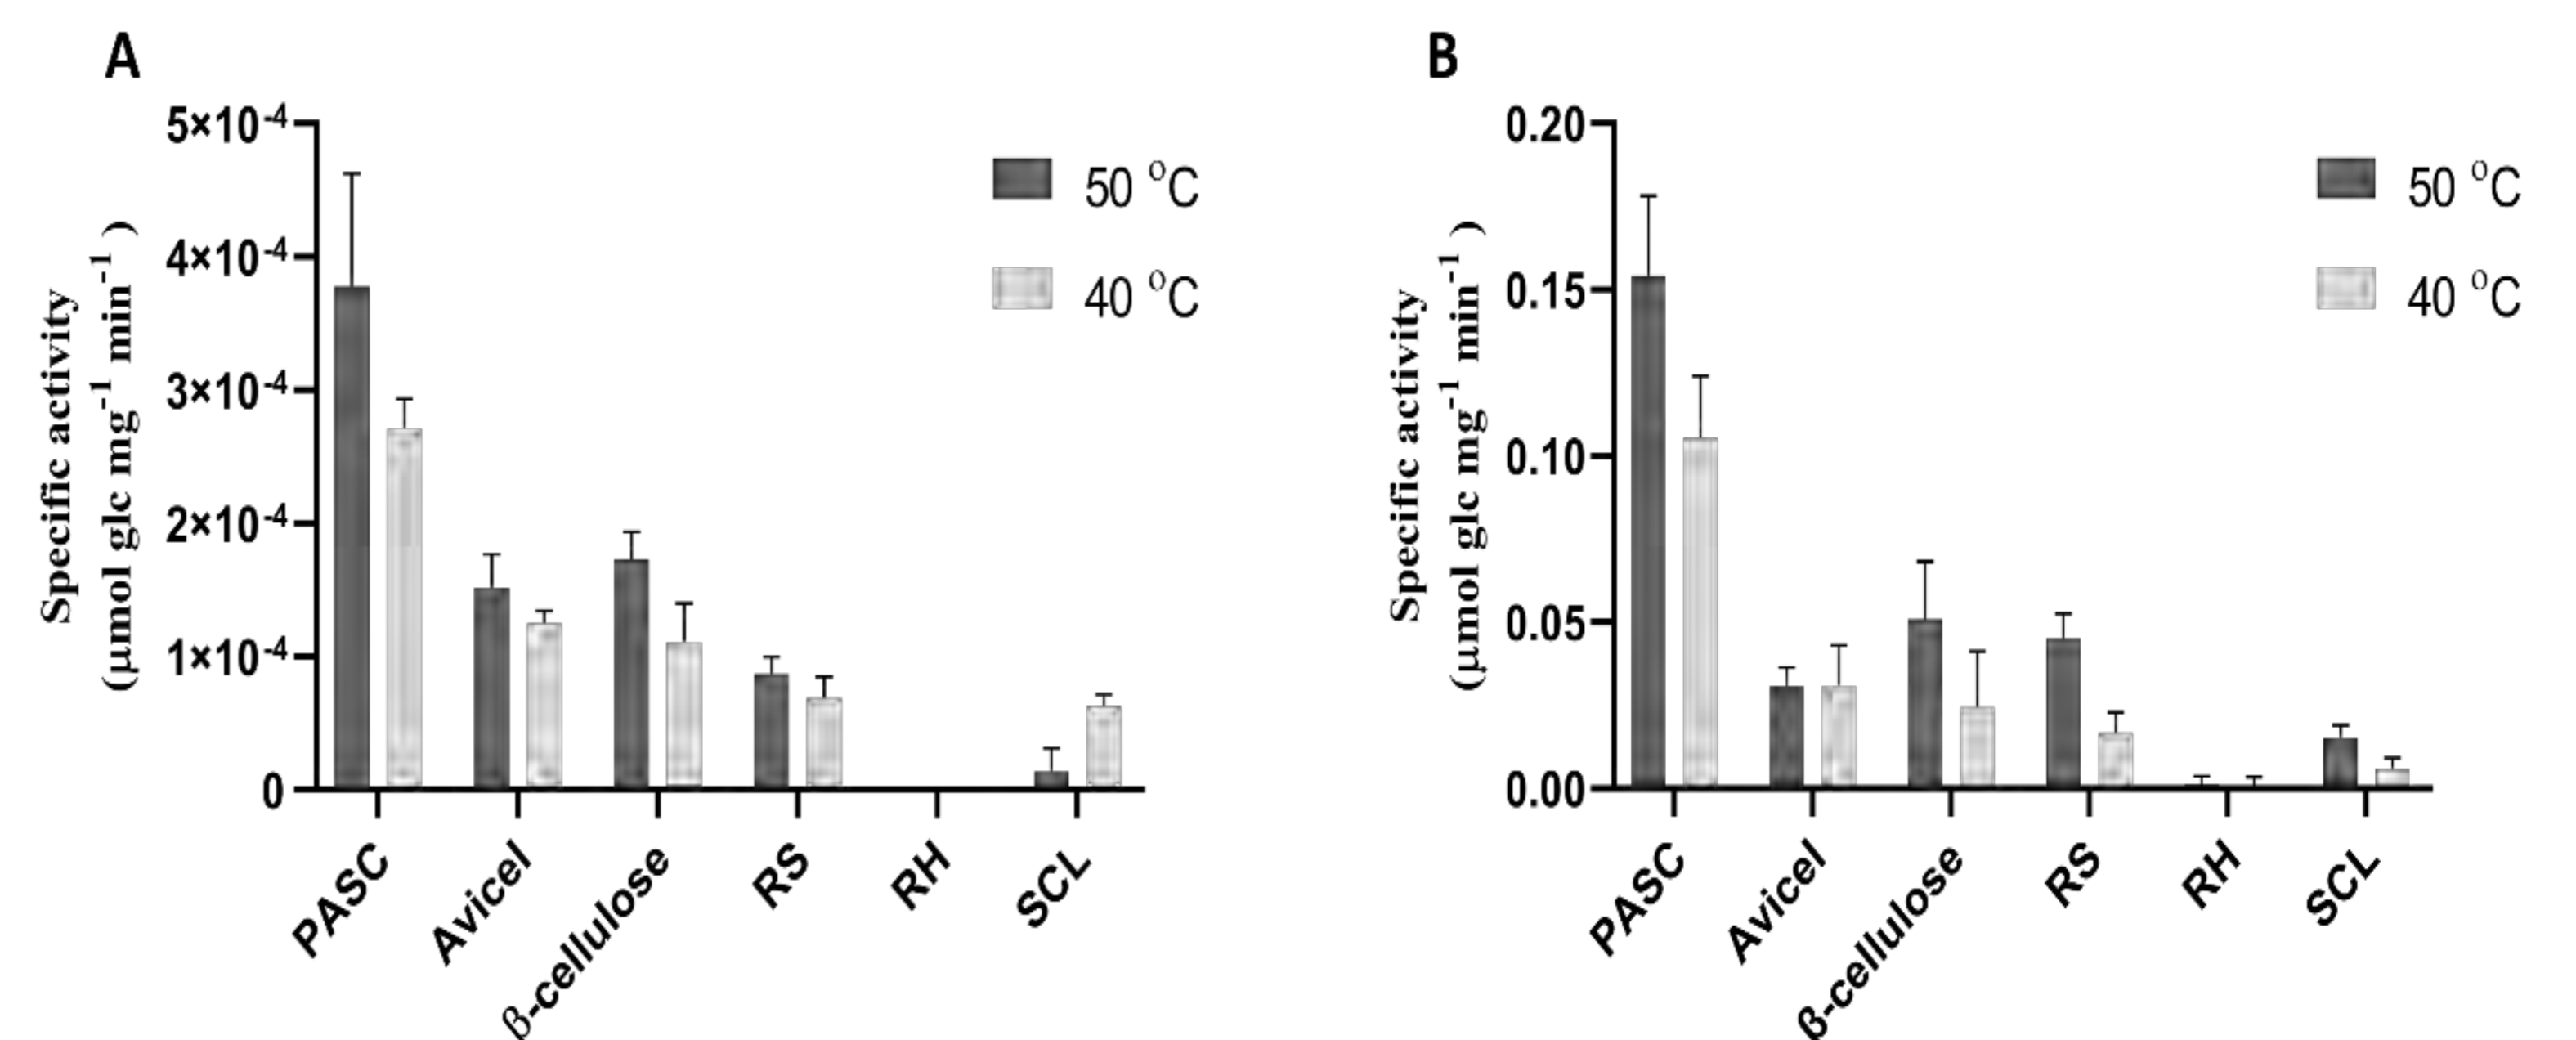 A
Specific activity
(μmol glc mg⁻¹ min⁻¹ )
5×10⁻⁴
4×10⁻⁴
3×10⁻⁴
2×10⁻⁴
1×10⁻⁴
0
50 °C
40 °C
PASC
Avicel
β-cellulose
RS
RH
SCL
B
Specific activity
(μmol glc mg⁻¹ min⁻¹ )
0.20
0.15
0.10
0.05
0.00
50 °C
40 °C
PASC
Avicel
β-cellulose
RS
RH
SCL